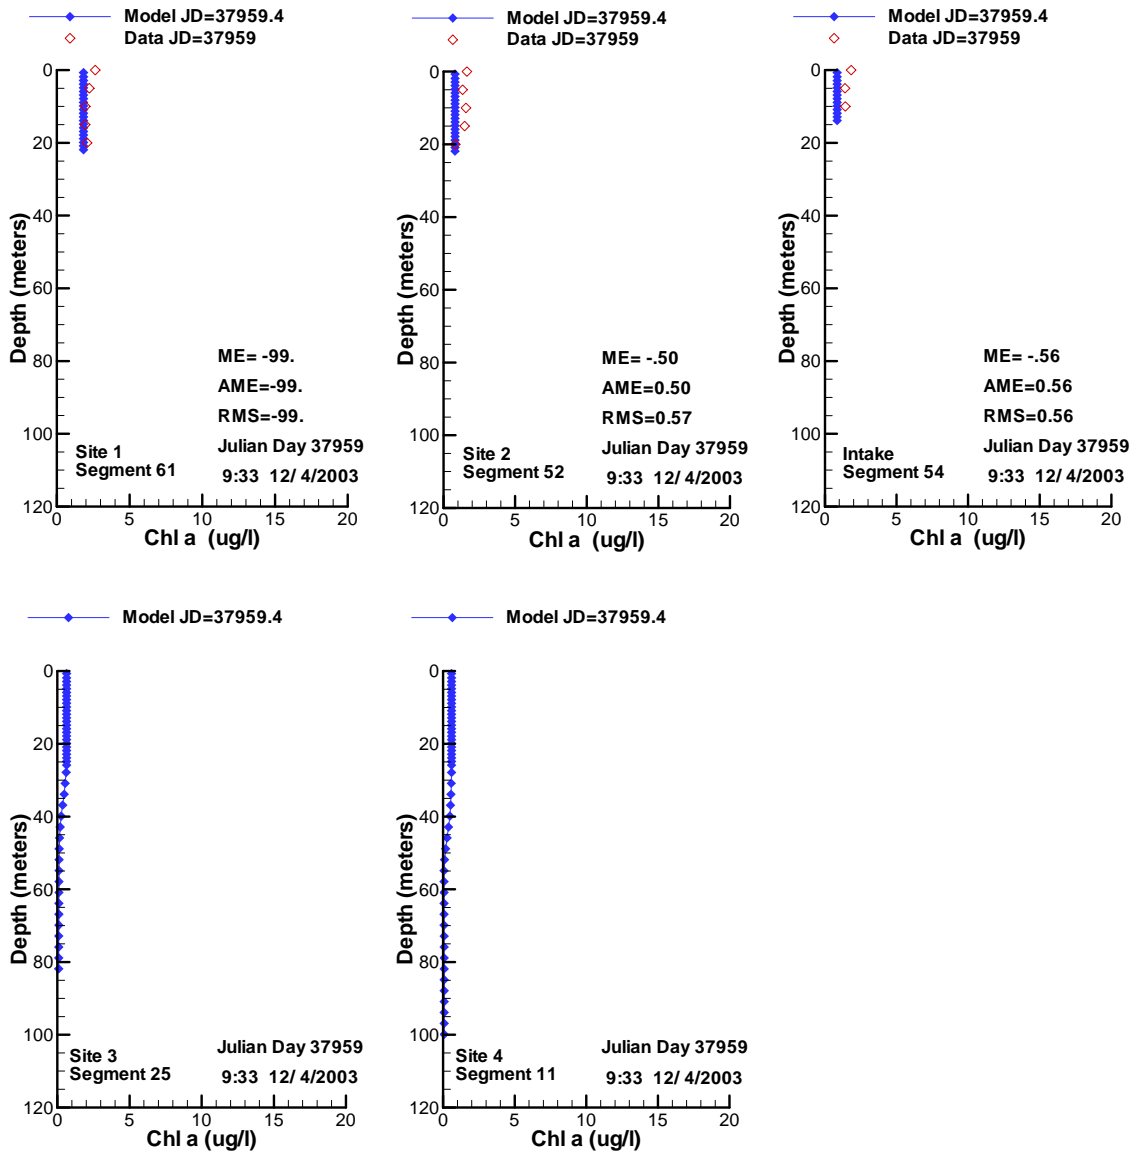 Model JD=37959.4
Data JD=37959
0
20
40
60
80
100
120
Depth (meters)
ME= -99.
AME=-99.
RMS=-99.
Site 1
Segment 61
Julian Day 37959
9:33 12/ 4/2003
0 5 10 15 20
Chl a (ug/l)
Model JD=37959.4
Data JD=37959
0
20
40
60
80
100
120
Depth (meters)
ME= -.50
AME=0.50
RMS=0.57
Site 2
Segment 52
Julian Day 37959
9:33 12/ 4/2003
0 5 10 15 20
Chl a (ug/l)
Model JD=37959.4
Data JD=37959
0
20
40
60
80
100
120
Depth (meters)
ME= -.56
AME=0.56
RMS=0.56
Intake
Segment 54
Julian Day 37959
9:33 12/ 4/2003
0 5 10 15 20
Chl a (ug/l)
Model JD=37959.4
0
20
40
60
80
100
120
Depth (meters)
Site 3
Segment 25
Julian Day 37959
9:33 12/ 4/2003
0 5 10 15 20
Chl a (ug/l)
Model JD=37959.4
0
20
40
60
80
100
120
Depth (meters)
Site 4
Segment 11
Julian Day 37959
9:33 12/ 4/2003
0 5 10 15 20
Chl a (ug/l)